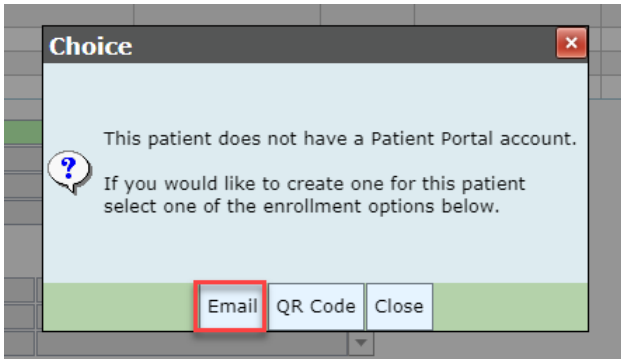 Choice
This patient does not have a Patient Portal account.
If you would like to create one for this patient
select one of the enrollment options below.
Email QR Code Close